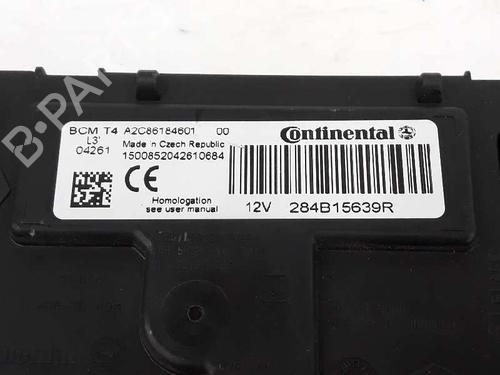 BCM T4 A2C86184601 00
L3'
04261
Made in Czech Republic
1500852042610684
Continental
CE
Homologation
see user manual
12V 284B15639R
B-PARTS